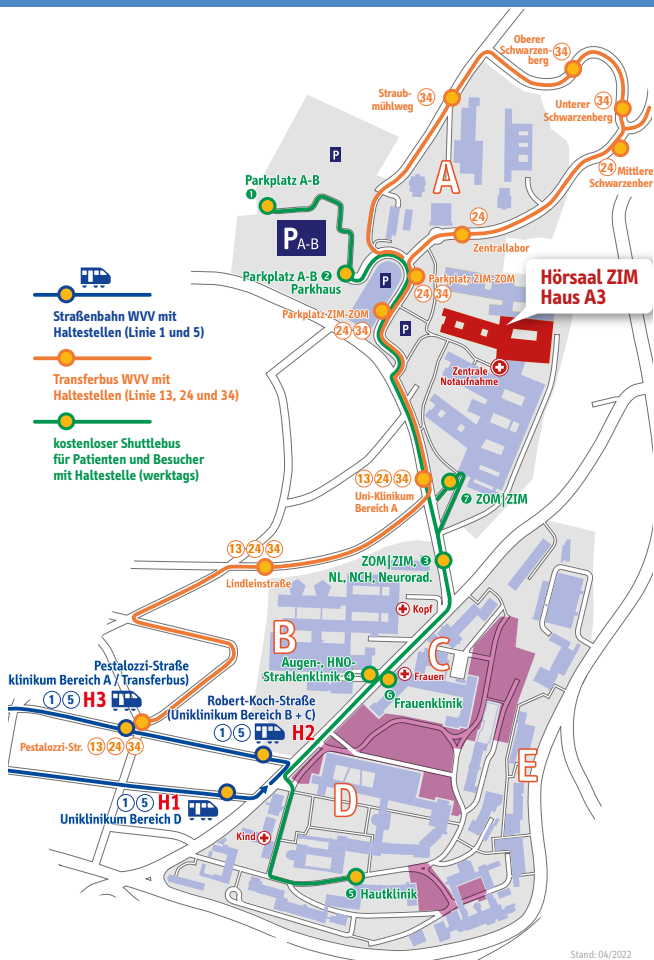 Oberer
Schwarzen-
berg
34
Straub-
mühlweg
34
Unterer
Schwarzenberg
34
24
Mittlere
Schwarzenber
A
P
Parkplatz A-B
1
P A-B
24
Zentrallabor
Parkplatz A-B 2
Parkhaus
P
Parkplatz ZIM-ZOM
24 34
Hörsaal ZIM
Haus A3
Parkplatz-ZIM-ZOM
24 34
P
Zentrale
Notaufnahme
Straßenbahn WVV mit
Haltestellen (Linie 1 und 5)
Transferbus WVV mit
Haltestellen (Linie 13, 24 und 34)
kostenloser Shuttlebus
für Patienten und Besucher
mit Haltestelle (werktags)
13 24 34
Uni-Klinikum
Bereich A
7 ZOM|ZIM
13 24 34
Lindleinstraße
ZOM|ZIM, 3
NL, NCH, Neurorad.
Kopf
B
C
Augen-, HNO-
Strahlenklinik 4
Frauen
6
Frauenklinik
Pestalozzi-Straße
klinikum Bereich A / Transferbus)
1 5 H3
Robert-Koch-Straße
(Uniklinikum Bereich B + C)
1 5 H2
Pestalozzi-Str. 13 24 34
E
D
1 5 H1
Uniklinikum Bereich D
Kind
5 Hautklinik
Stand: 04/2022